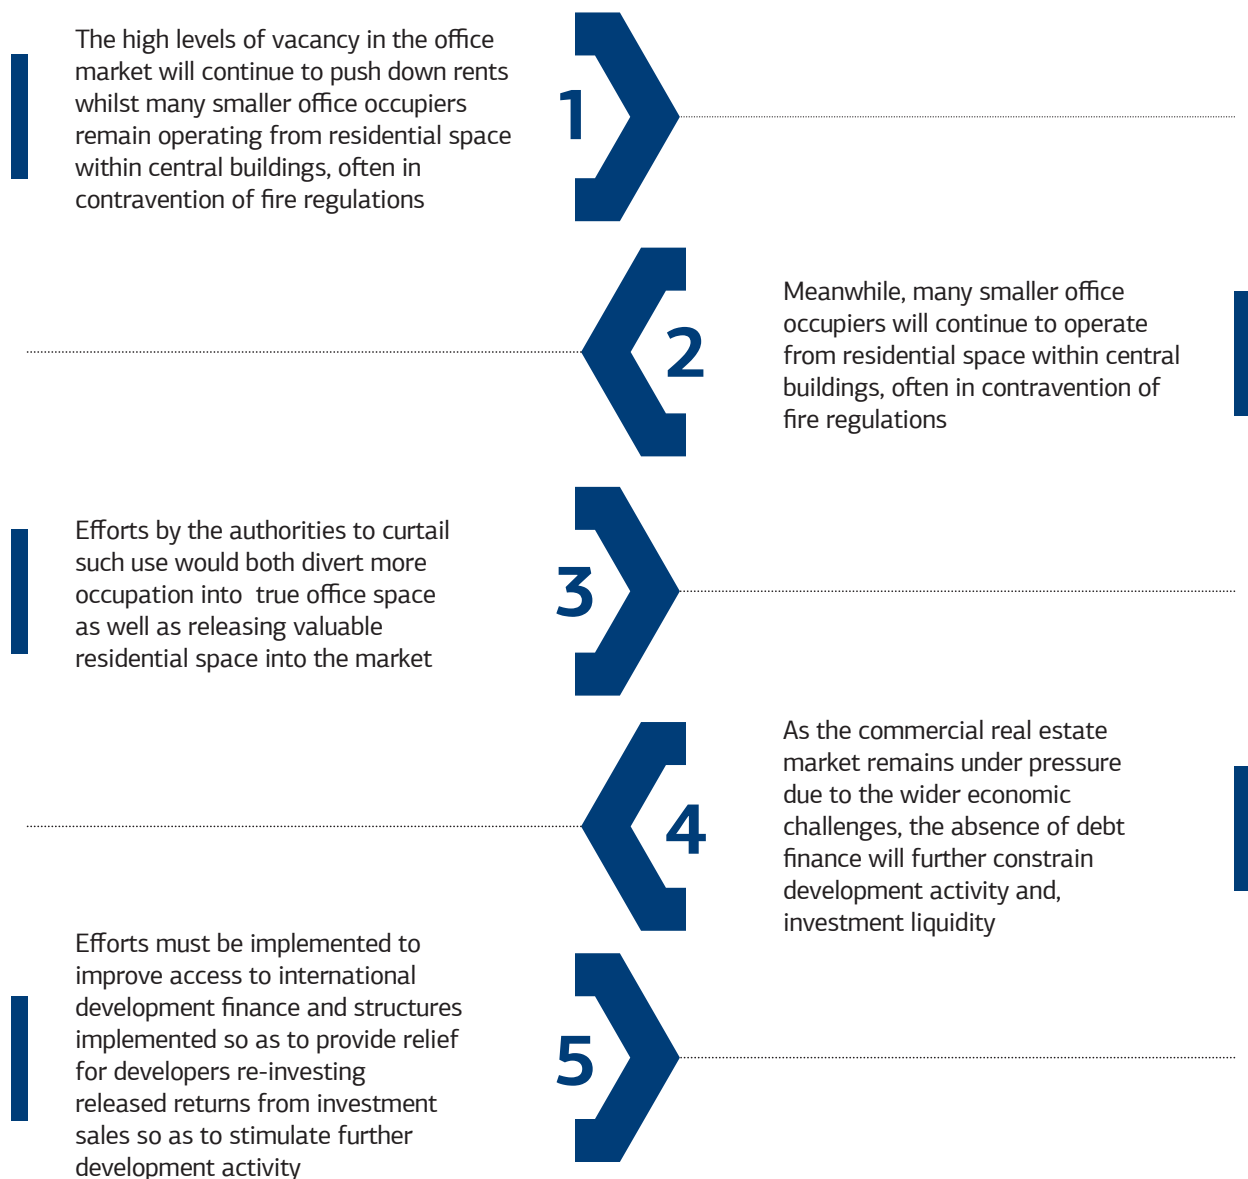 The high levels of vacancy in the office
market will continue to push down rents
whilst many smaller office occupiers
remain operating from residential space
within central buildings, often in
contravention of fire regulations
1
2
Meanwhile, many smaller office
occupiers will continue to operate
from residential space within central
buildings, often in contravention of
fire regulations
Efforts by the authorities to curtail
such use would both divert more
occupation into true office space
as well as releasing valuable
residential space into the market
3
4
As the commercial real estate
market remains under pressure
due to the wider economic
challenges, the absence of debt
finance will further constrain
development activity and,
investment liquidity
Efforts must be implemented to
improve access to international
development finance and structures
implemented so as to provide relief
for developers re-investing
released returns from investment
sales so as to stimulate further
development activity
5